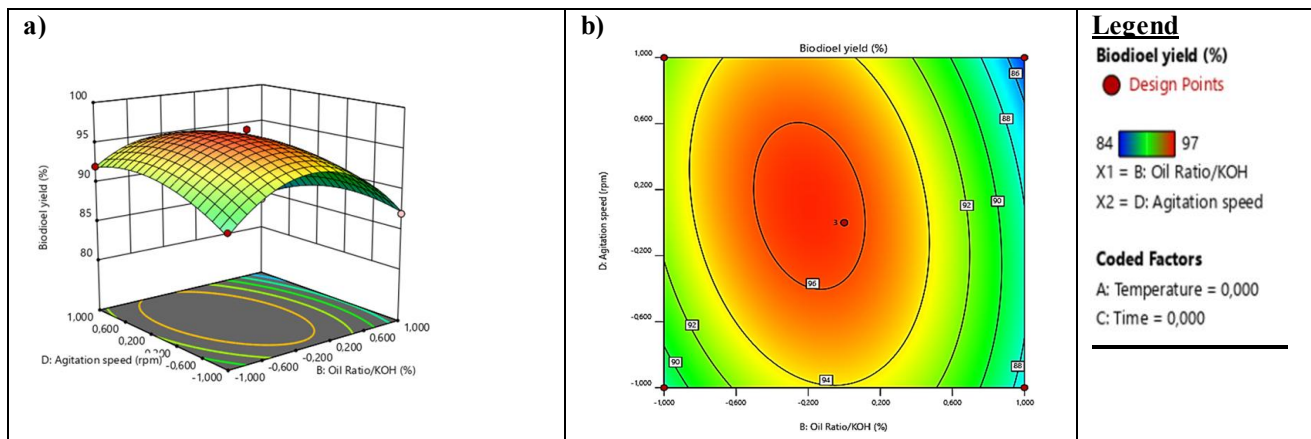 a)
100
95
90
85
80
Biodioel yield (%)
1,000
0,600
0,200
-0,600
-1,000
D: Agitation speed (rpm)
-1,000
-0,600
-0,200
0,200
0,600
1,000
B: Oil Ratio/KOH (%)
b)
Biodioel yield (%)
1,000
0,600
0,200
-0,200
-0,600
-1,000
D: Agitation speed (rpm)
86
88
92
90
3
96
92
90
94
88
-1,000
-0,600
-0,200
0,200
0,600
1,000
B: Oil Ratio/KOH (%)
Legend
Biodioel yield (%)
Design Points
84 97
X1 = B: Oil Ratio/KOH
X2 = D: Agitation speed
Coded Factors
A: Temperature = 0,000
C: Time = 0,000